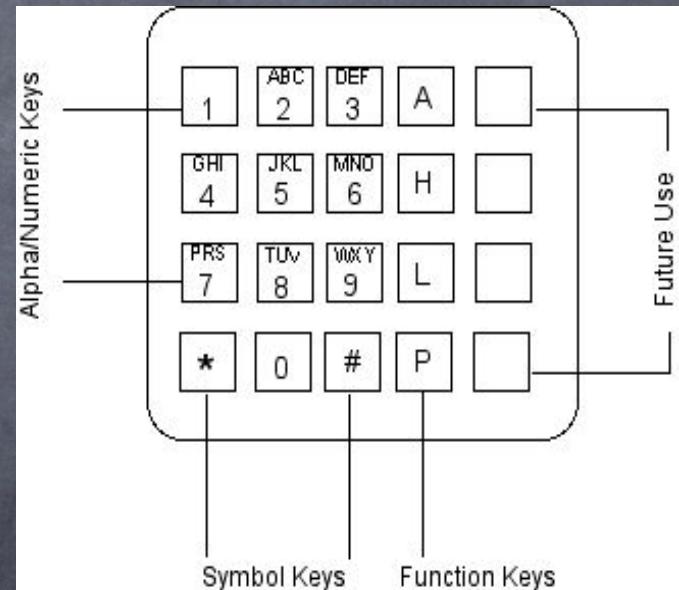 Alpha/Numeric Keys
1
ABC
2
DEF
3
A
GHI
4
JKL
5
MNO
6
H
PRS
7
TUV
8
WXY
9
L
*
0
#
P
Future Use
Symbol Keys
Function Keys